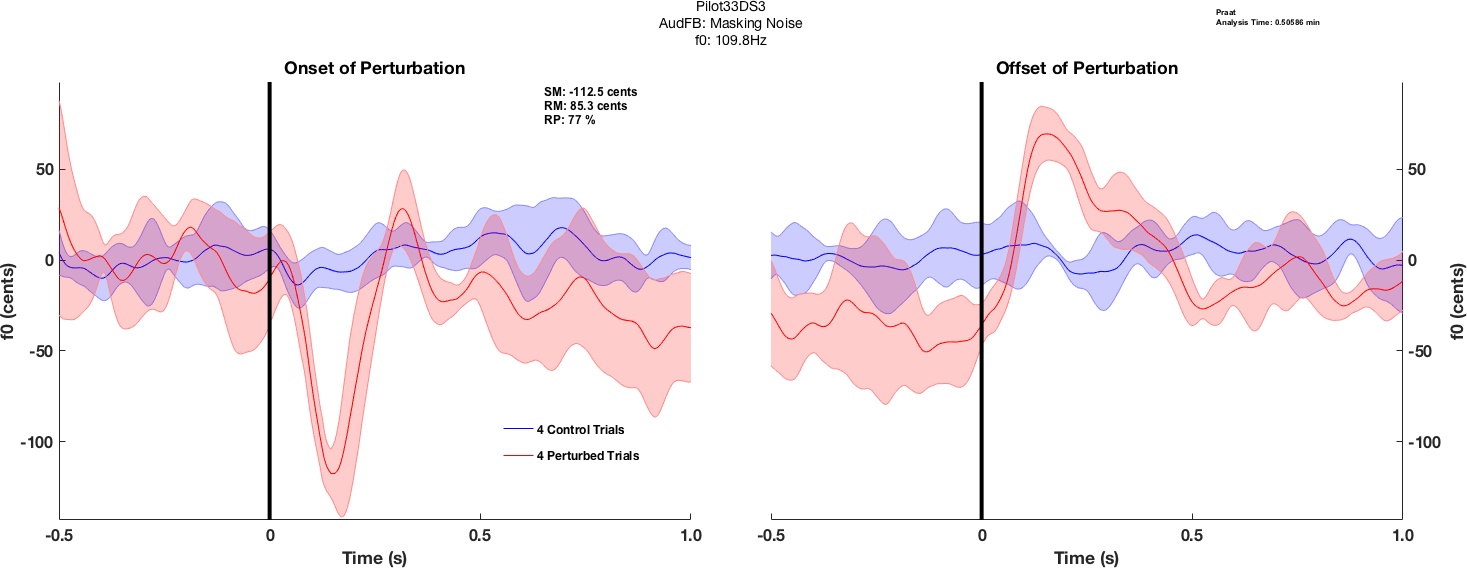 Pilot33DS3
AudFB: Masking Noise
f0: 109.8Hz
Praat
Analysis Time: 0.50586 min
Onset of Perturbation
SM: -112.5 cents
RM: 85.3 cents
RP: 77 %
f0 (cents)
50
0
-50
-100
4 Control Trials
4 Perturbed Trials
-0.5 0 0.5 1.0
Time (s)
Offset of Perturbation
50
0
-50
-100
f0 (cents)
-0.5 0 0.5 1.0
Time (s)